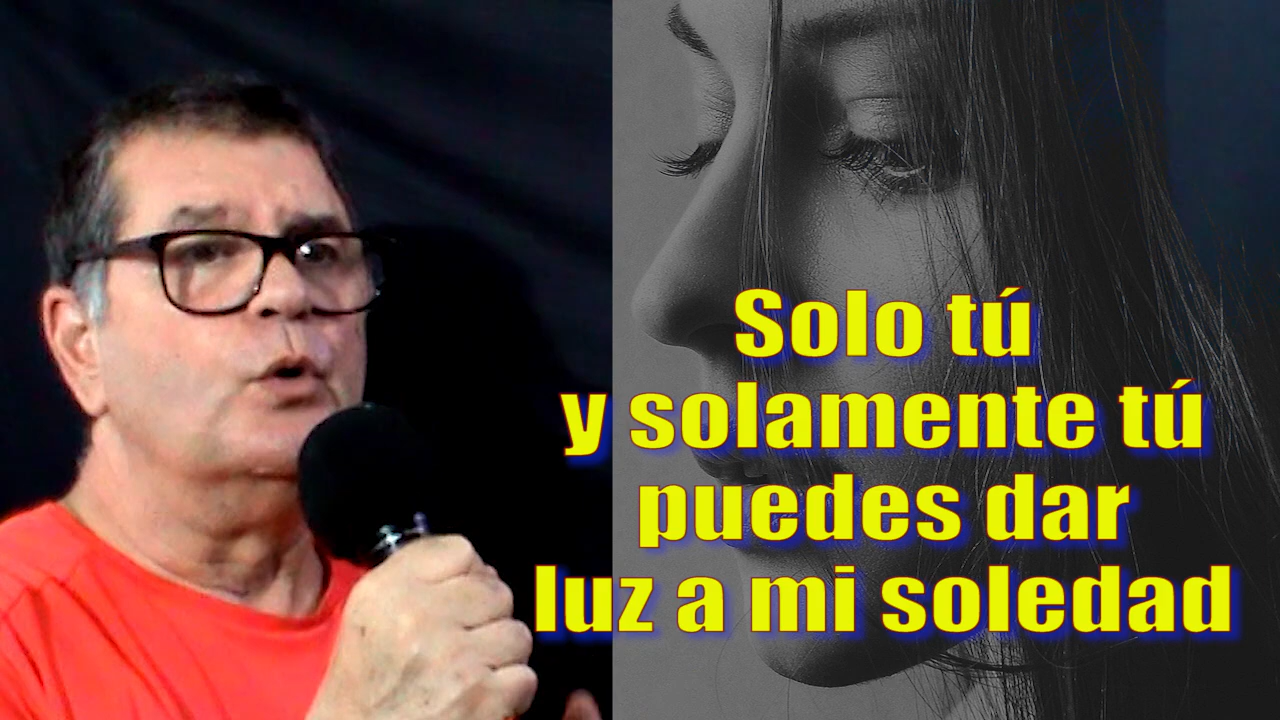 Solo tú
y solamente tú
puedes dar
luz a mi soledad